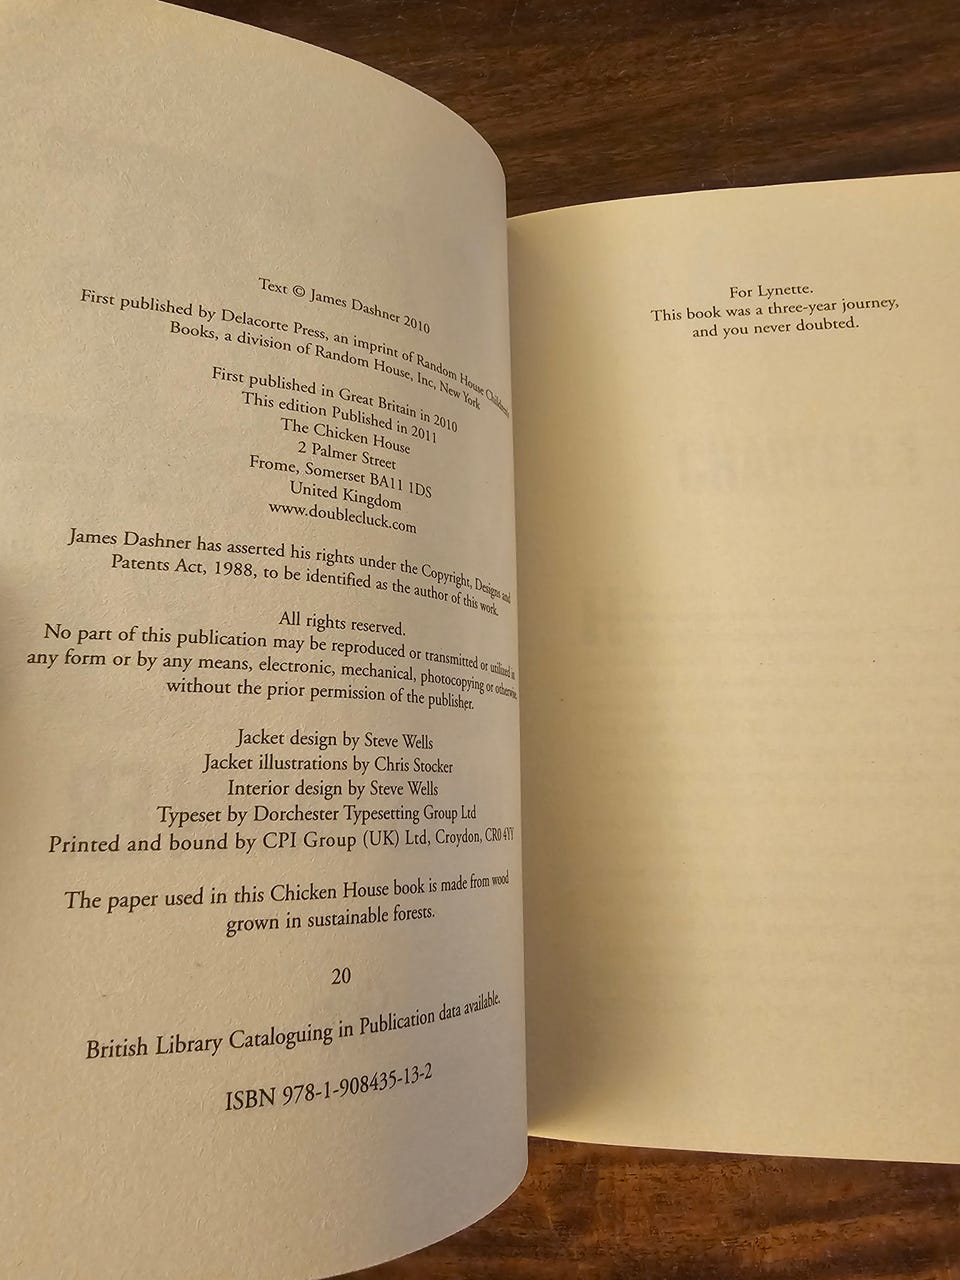 Text © James Dashner 2010
First published by Delacorte Press, an imprint of Random House Children's
Books, a division of Random House, Inc, New York
First published in Great Britain in 2010
This edition Published in 2011
The Chicken House
2 Palmer Street
Frome, Somerset BA11 1DS
United Kingdom
www.doublecluck.com
James Dashner has asserted his rights under the Copyright, Designs and
Patents Act, 1988, to be identified as the author of this work.
All rights reserved.
No part of this publication may be reproduced or transmitted or utilized in
any form or by any means, electronic, mechanical, photocopying or otherwise,
without the prior permission of the publisher.
Jacket design by Steve Wells
Jacket illustrations by Chris Stocker
Interior design by Steve Wells
Typeset by Dorchester Typesetting Group Ltd
Printed and bound by CPI Group (UK) Ltd, Croydon, CR0 4YY
The paper used in this Chicken House book is made from wood
grown in sustainable forests.
20
British Library Cataloguing in Publication data available.
ISBN 978-1-908435-13-2
For Lynette.
This book was a three-year journey,
and you never doubted.